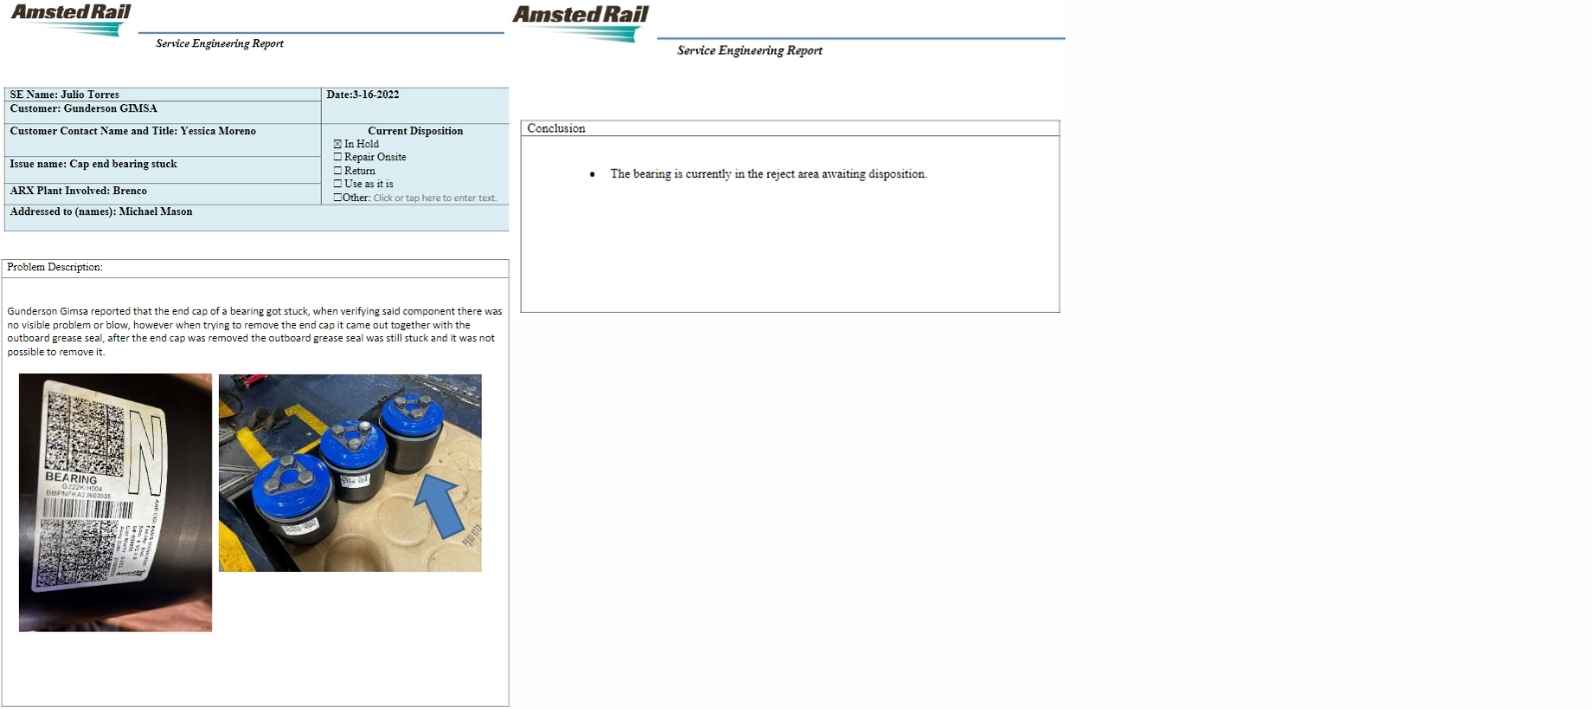 Amsted Rail
Service Engineering Report
SE Name: Julio Torres
Date:3-16-2022
Customer: Gunderson GIMSA
Customer Contact Name and Title: Yessica Moreno
Current Disposition
☒ In Hold
☐ Repair Onsite
☐ Return
☐ Use as it is
☐Other: Click or tap here to enter text.
Issue name: Cap end bearing stuck
ARX Plant Involved: Brenco
Addressed to (names): Michael Mason
Problem Description:
Gunderson Gimsa reported that the end cap of a bearing got stuck, when verifying said component there was
no visible problem or blow, however when trying to remove the end cap it came out together with the
outboard grease seal, after the end cap was removed the outboard grease seal was still stuck and it was not
possible to remove it.
N
BEARING
Amsted Rail
Service Engineering Report
Conclusion
• The bearing is currently in the reject area awaiting disposition.